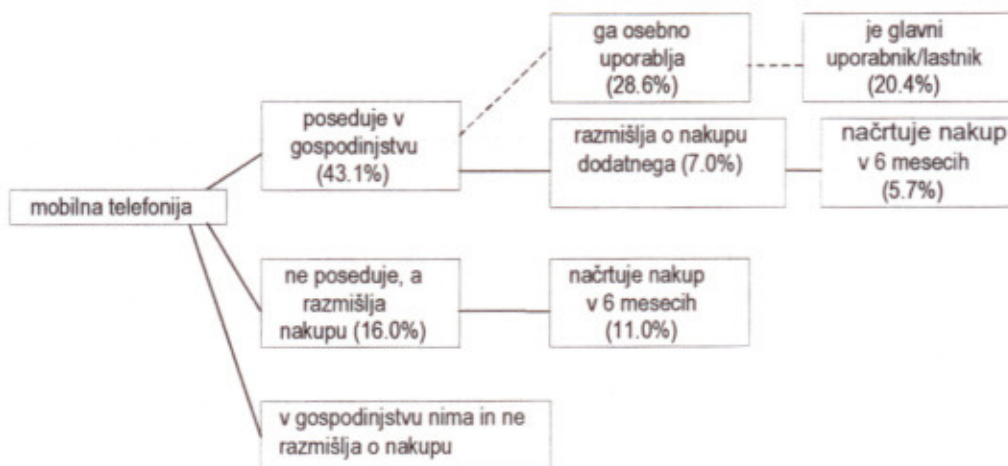 ga osebno
uporablja
(28.6%)
je glavni
uporabnik/lastnik
(20.4%)
poseduje v
gospodinjstvu
(43.1%)
razmišlja o nakupu
dodatnega (7.0%)
načrtuje nakup
v 6 mesecih
(5.7%)
mobilna telefonija
ne poseduje, a
razmišlja
nakupu (16.0%)
načrtuje nakup
v 6 mesecih
(11.0%)
v gospodinjstvu nima in ne
razmišlja o nakupu